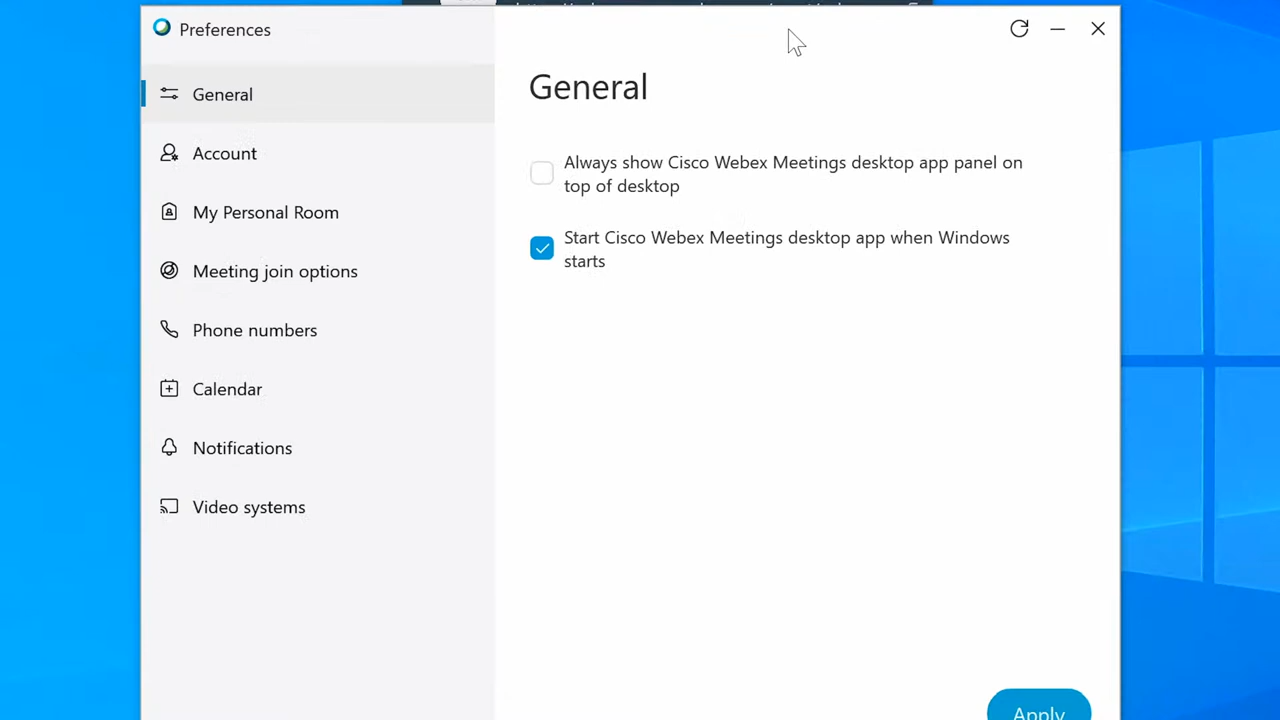 Preferences
General
Account
My Personal Room
Meeting join options
Phone numbers
Calendar
Notifications
Video systems
General
Always show Cisco Webex Meetings desktop app panel on
top of desktop
Start Cisco Webex Meetings desktop app when Windows
starts
Apply